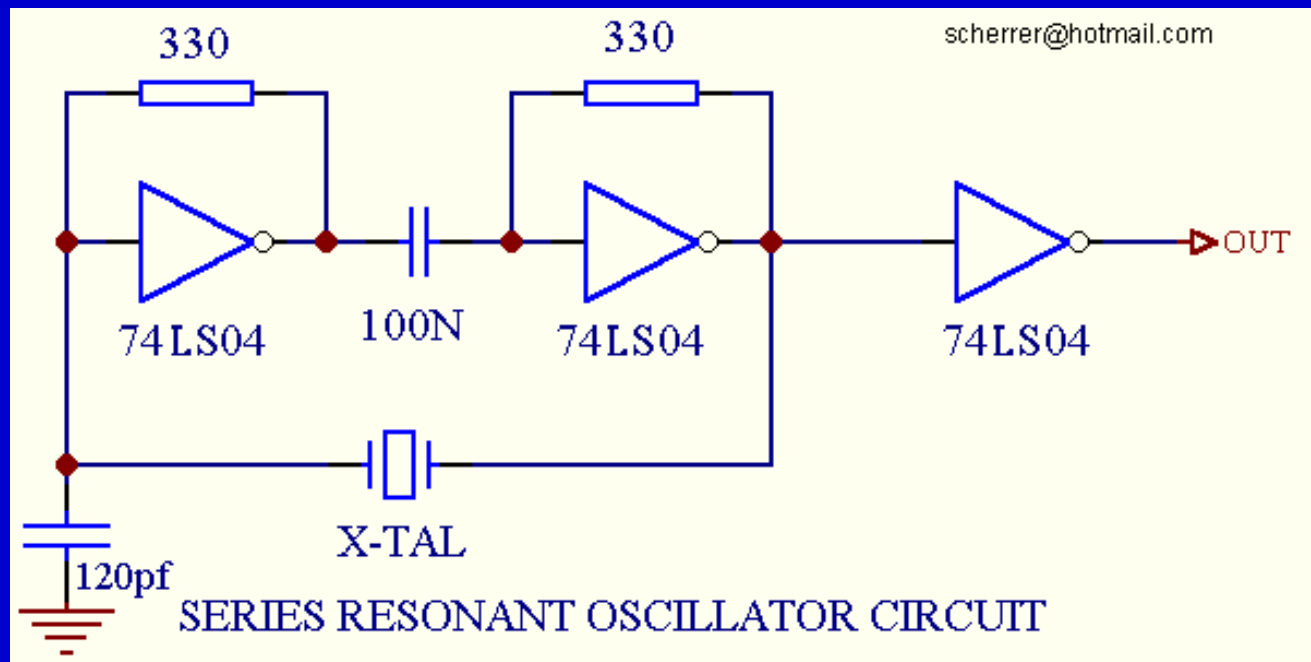 330
330
scherrer@hotmail.com
OUT
74LS04
100N
74LS04
74LS04
X-TAL
120pf
SERIES RESONANT OSCILLATOR CIRCUIT